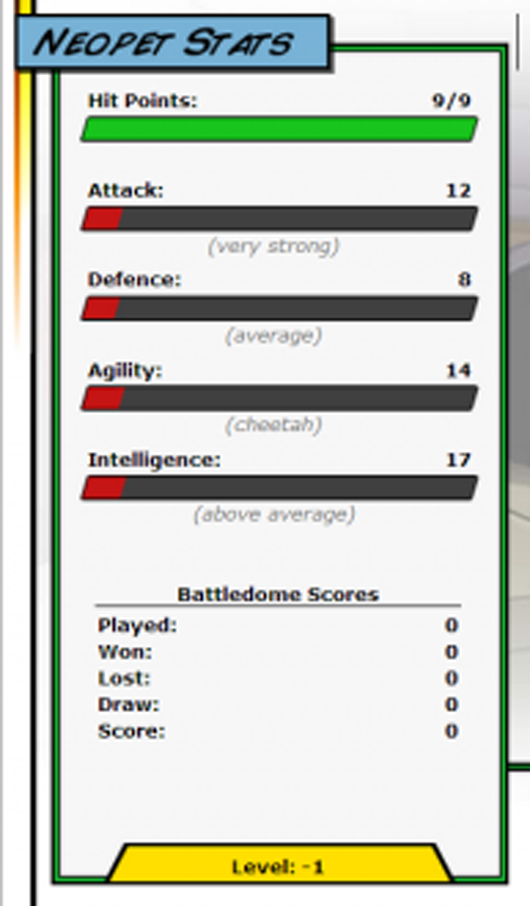 NEOPET STATS
Hit Points: 9/9
Attack: 12
(very strong)
Defence: 8
(average)
Agility: 14
(cheetah)
Intelligence: 17
(above average)
Battledome Scores
Played: 0
Won: 0
Lost: 0
Draw: 0
Score: 0
Level: -1